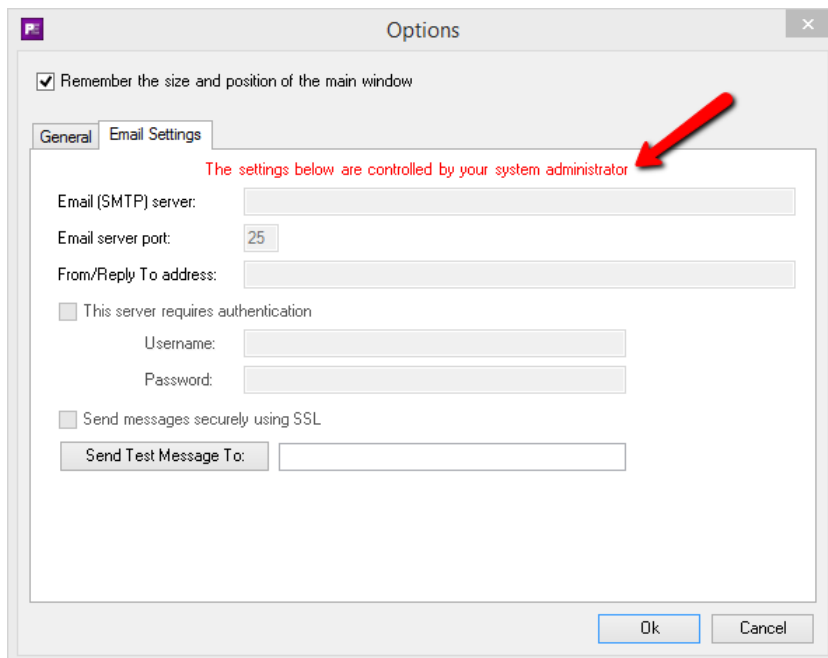 PE
Options
Remember the size and position of the main window
General
Email Settings
The settings below are controlled by your system administrator
Email (SMTP) server:
Email server port:
25
From/Reply To address:
This server requires authentication
Username:
Password:
Send messages securely using SSL
Send Test Message To:
Ok
Cancel